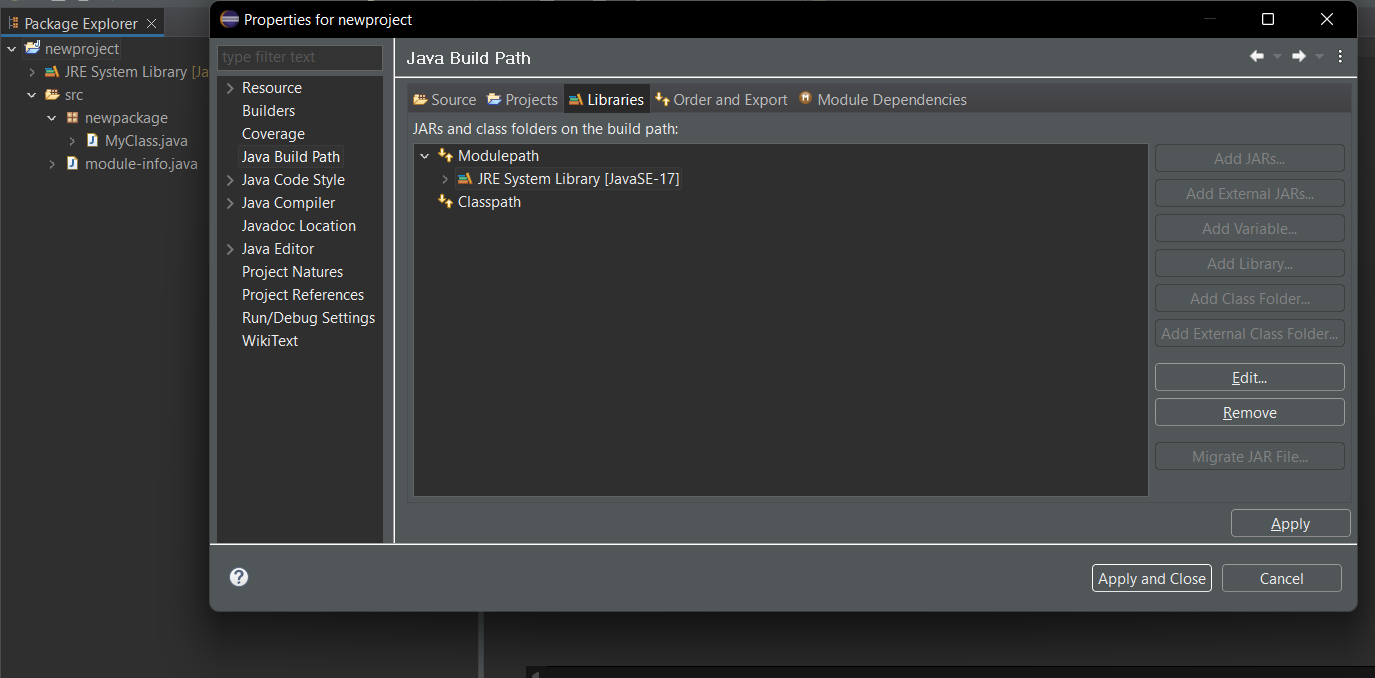 Package Explorer
newproject
JRE System Library [Ja
src
newpackage
MyClass.java
module-info.java
Properties for newproject
type filter text
Resource
Builders
Coverage
Java Build Path
Java Code Style
Java Compiler
Javadoc Location
Java Editor
Project Natures
Project References
Run/Debug Settings
WikiText
Java Build Path
Source Projects Libraries Order and Export Module Dependencies
JARs and class folders on the build path:
Modulepath
JRE System Library [JavaSE-17]
Classpath
Add JARs...
Add External JARs...
Add Variable...
Add Library...
Add Class Folder...
Add External Class Folder...
Edit...
Remove
Migrate JAR File...
Apply
Apply and Close Cancel